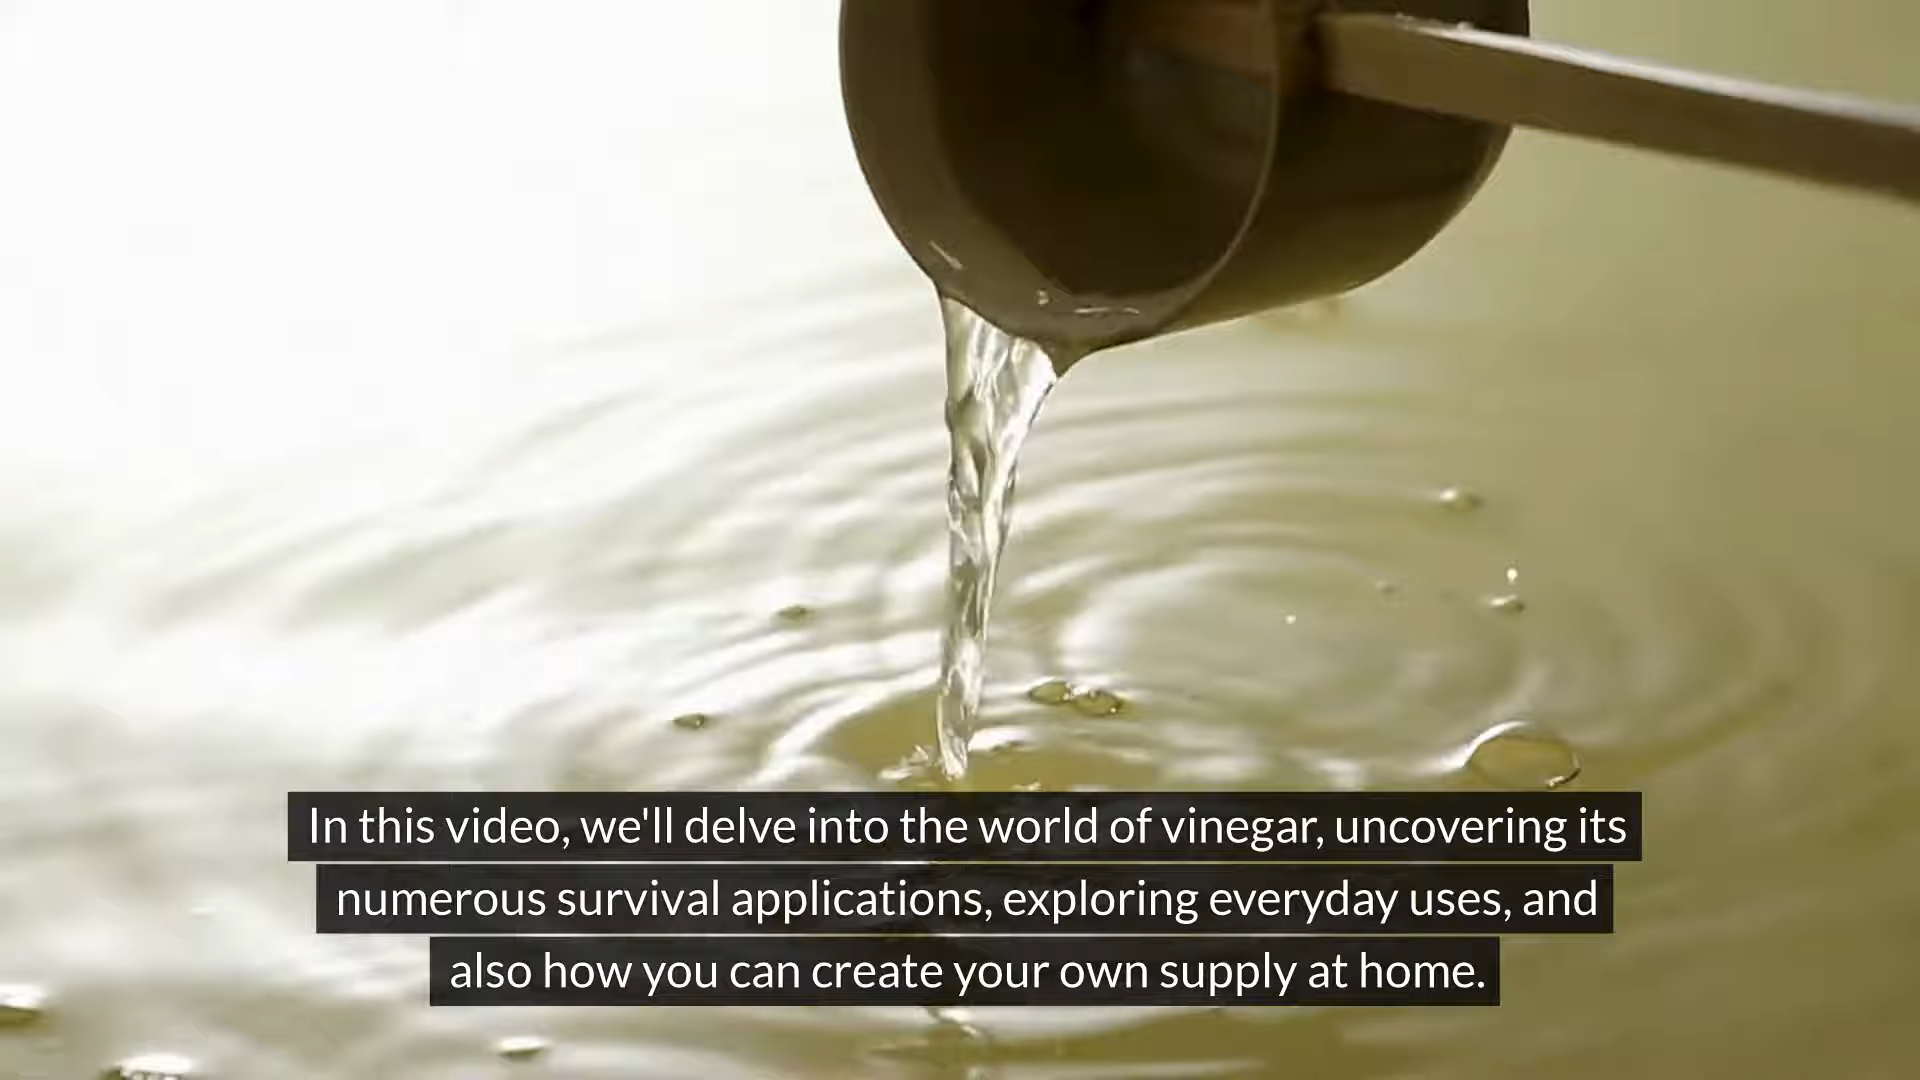 In this video, we'll delve into the world of vinegar, uncovering its
numerous survival applications, exploring everyday uses, and
also how you can create your own supply at home.